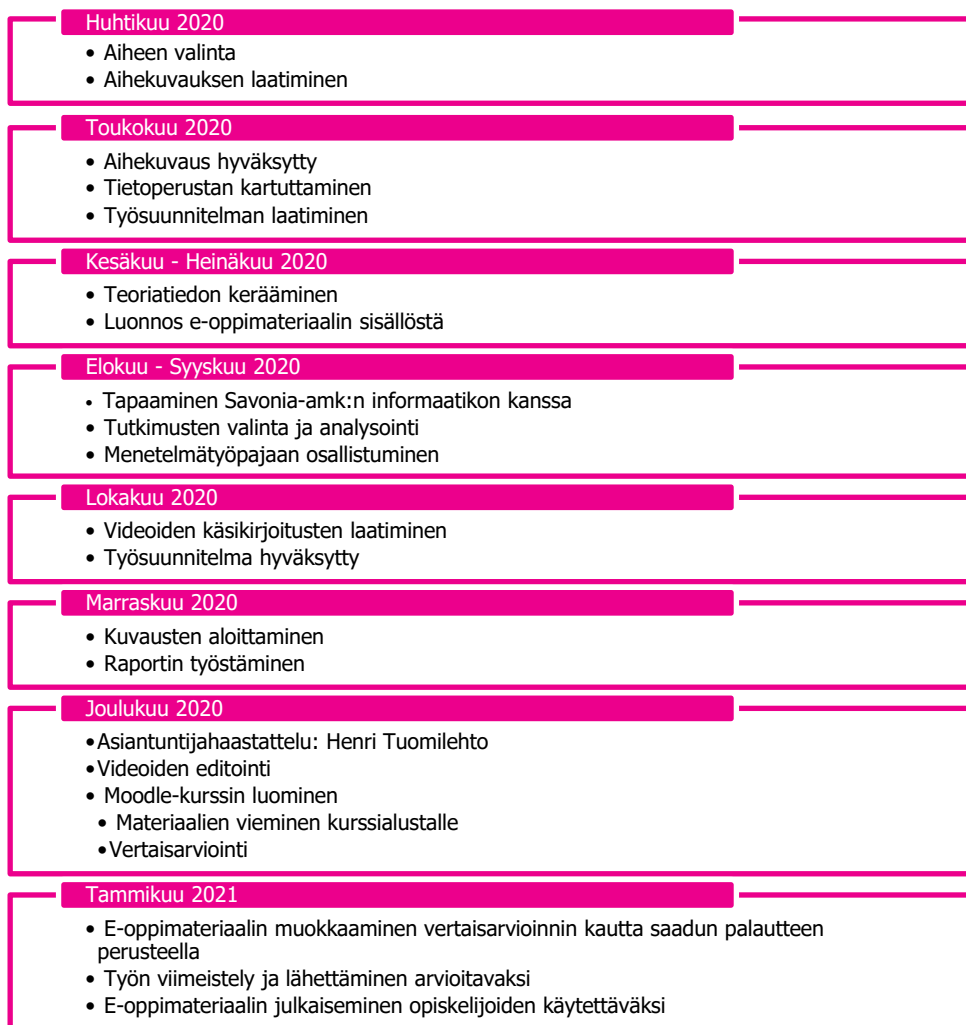 Huhtikuu 2020
• Aiheen valinta
• Aihekuvauksen laatiminen
Toukokuu 2020
• Aihekuvaus hyväksytty
• Tietoperustan kartuttaminen
• Työsuunnitelman laatiminen
Kesäkuu - Heinäkuu 2020
• Teoriatiedon kerääminen
• Luonnos e-oppimateriaalin sisällöstä
Elokuu - Syyskuu 2020
• Tapaaminen Savonia-amk:n informaatikon kanssa
• Tutkimusten valinta ja analysointi
• Menetelmätyöpajaan osallistuminen
Lokakuu 2020
• Videoiden käsikirjoitusten laatiminen
• Työsuunnitelma hyväksytty
Marraskuu 2020
• Kuvausten aloittaminen
• Raportin työstäminen
Joulukuu 2020
•Asiantuntijahaastattelu: Henri Tuomilehto
•Videoiden editointi
• Moodle-kurssin luominen
• Materiaalien vieminen kurssialustalle
•Vertaisarviointi
Tammikuu 2021
• E-oppimateriaalin muokkaaminen vertaisarvioinnin kautta saadun palautteen
perusteella
• Työn viimeistely ja lähettäminen arvioitavaksi
• E-oppimateriaalin julkaiseminen opiskelijoiden käytettäväksi